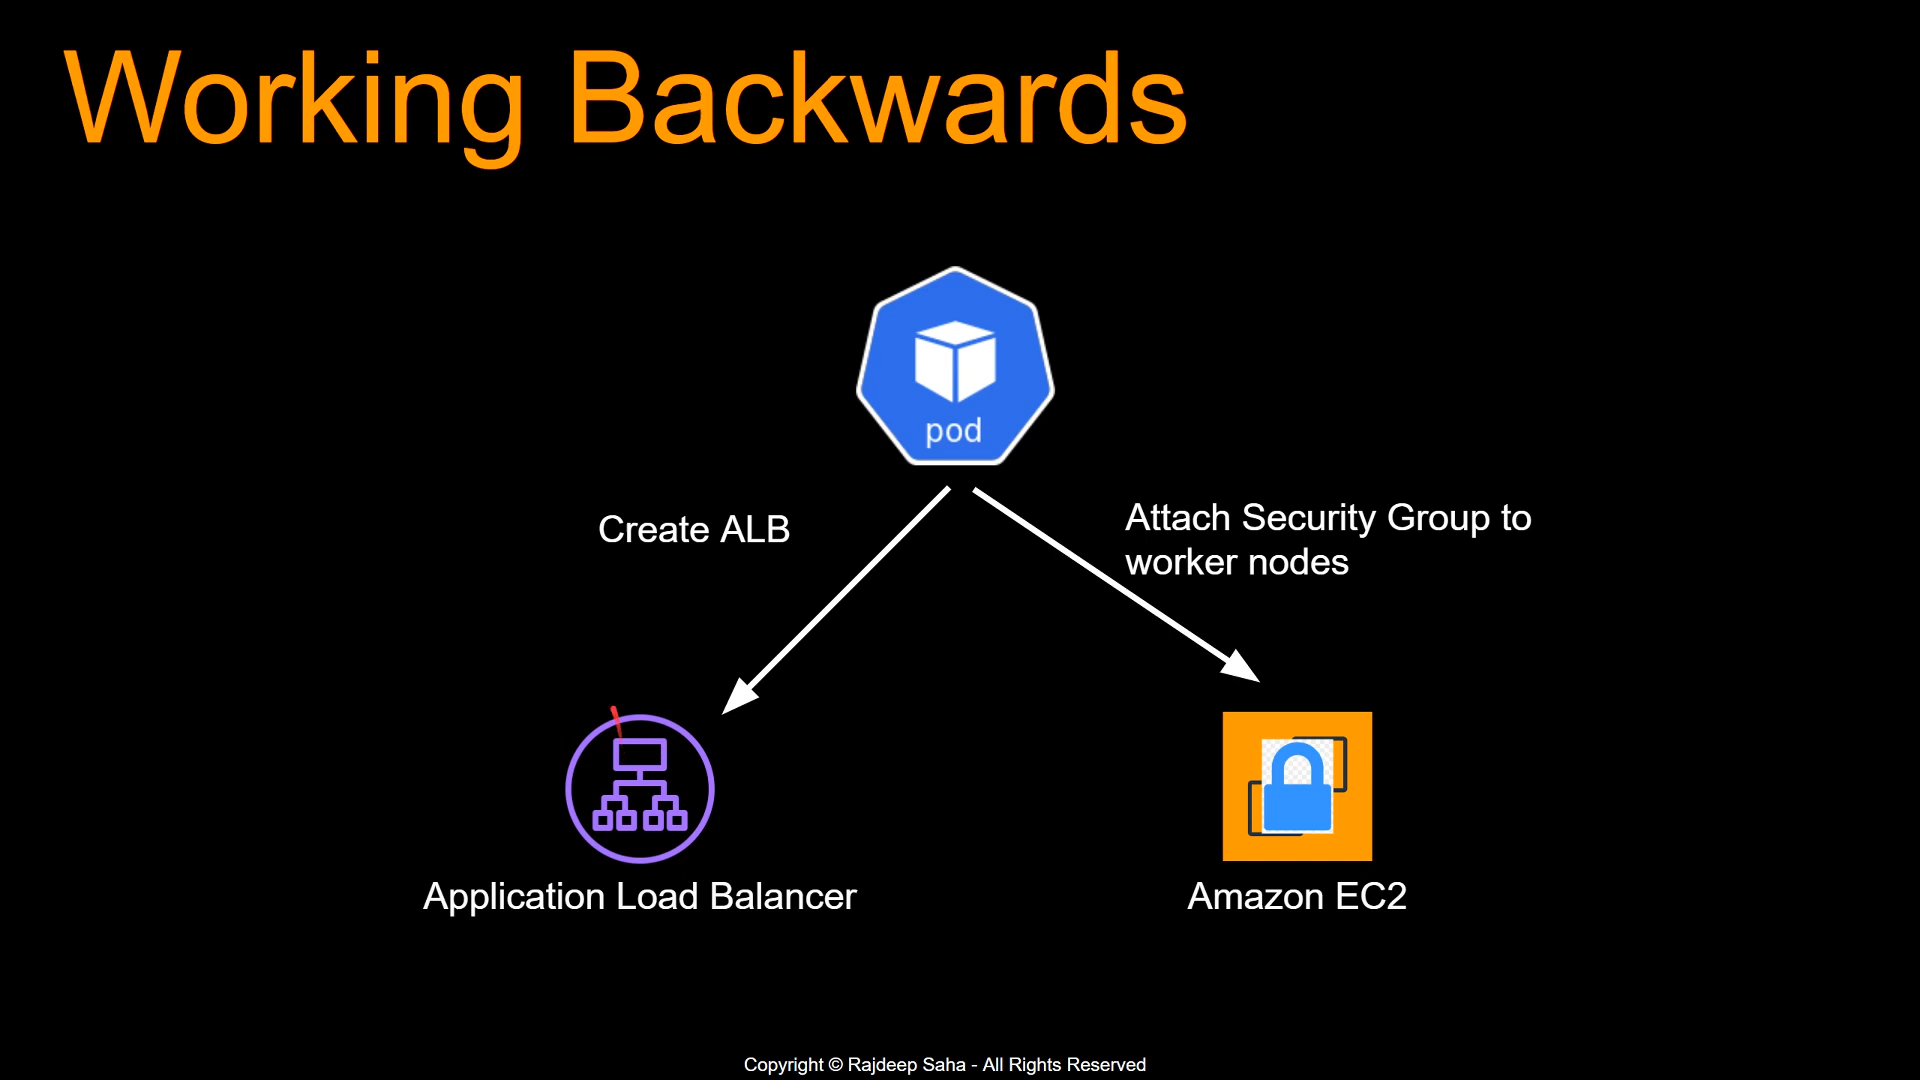 Working Backwards
pod
Create ALB
Attach Security Group to
worker nodes
Application Load Balancer
Amazon EC2
Copyright © Rajdeep Saha - All Rights Reserved